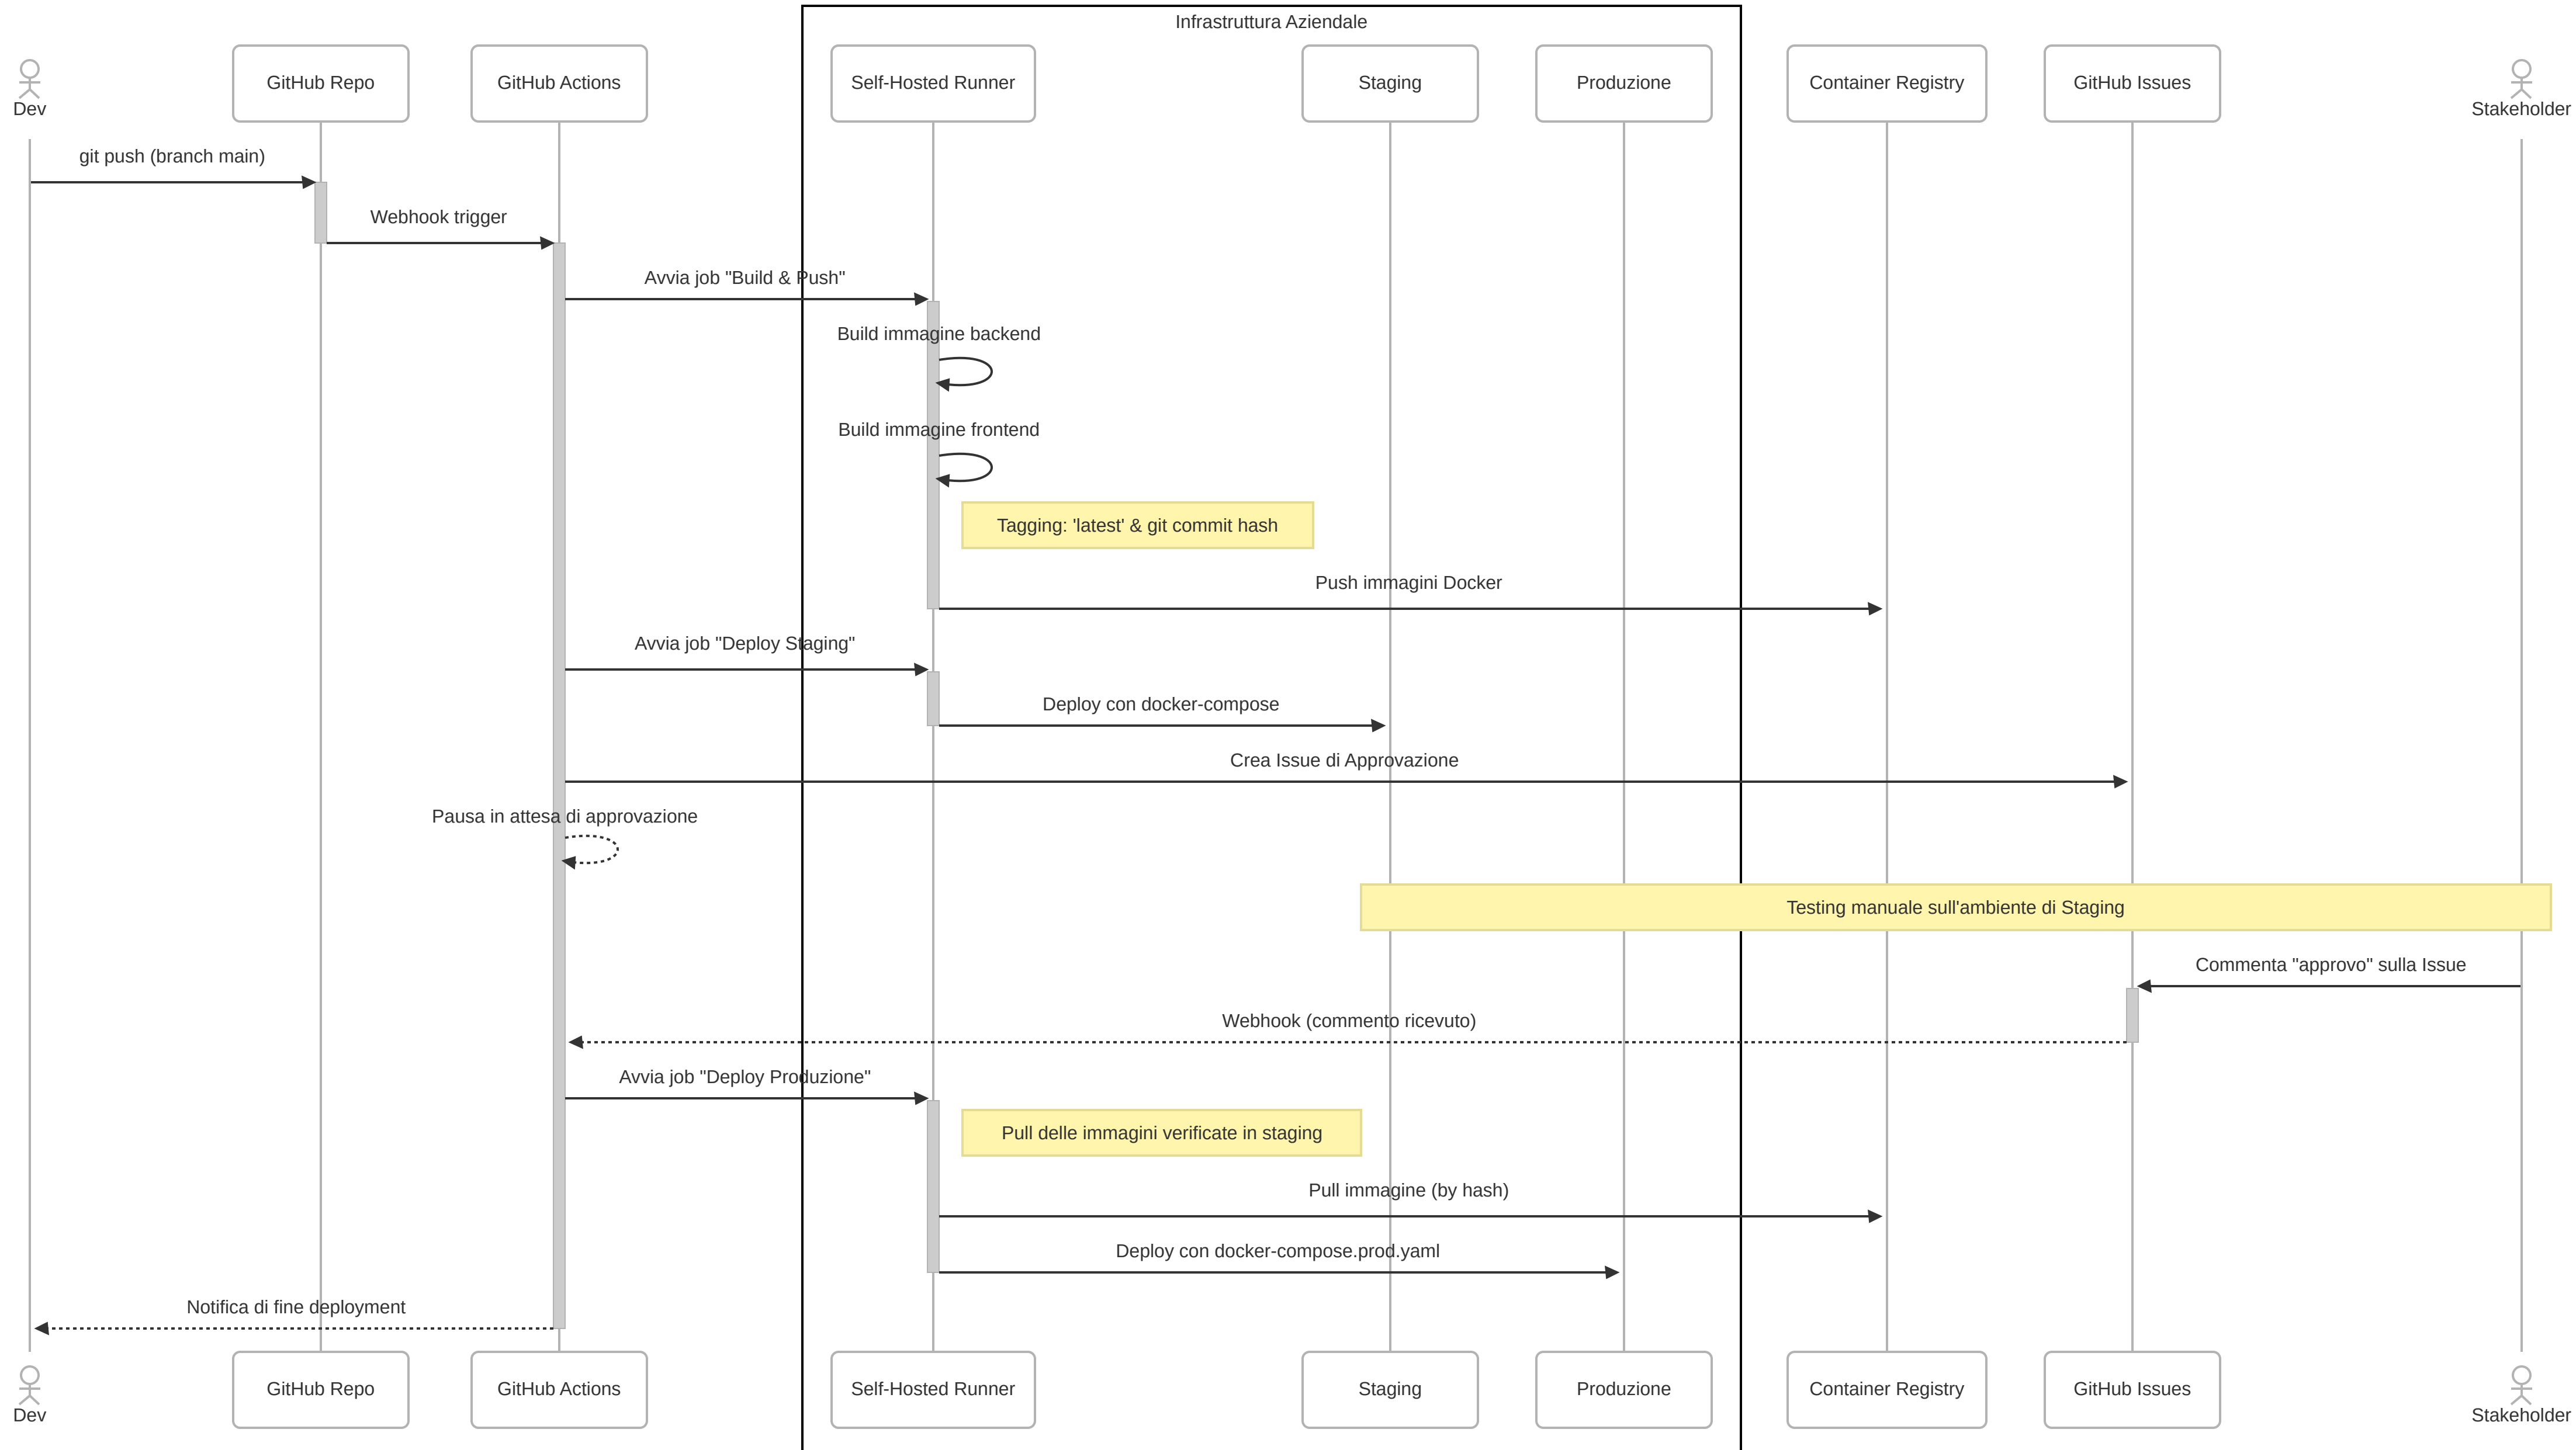 Infrastruttura Aziendale
Dev
GitHub Repo
GitHub Actions
Self-Hosted Runner
Staging
Produzione
Container Registry
GitHub Issues
Stakeholder
git push (branch main)
Webhook trigger
Avvia job "Build & Push"
Build immagine backend
Build immagine frontend
Tagging: 'latest' & git commit hash
Push immagini Docker
Avvia job "Deploy Staging"
Deploy con docker-compose
Crea Issue di Approvazione
Pausa in attesa di approvazione
Testing manuale sull'ambiente di Staging
Commenta "approvo" sulla Issue
Webhook (commento ricevuto)
Avvia job "Deploy Produzione"
Pull delle immagini verificate in staging
Pull immagine (by hash)
Deploy con docker-compose.prod.yaml
Notifica di fine deployment
Dev
GitHub Repo
GitHub Actions
Self-Hosted Runner
Staging
Produzione
Container Registry
GitHub Issues
Stakeholder